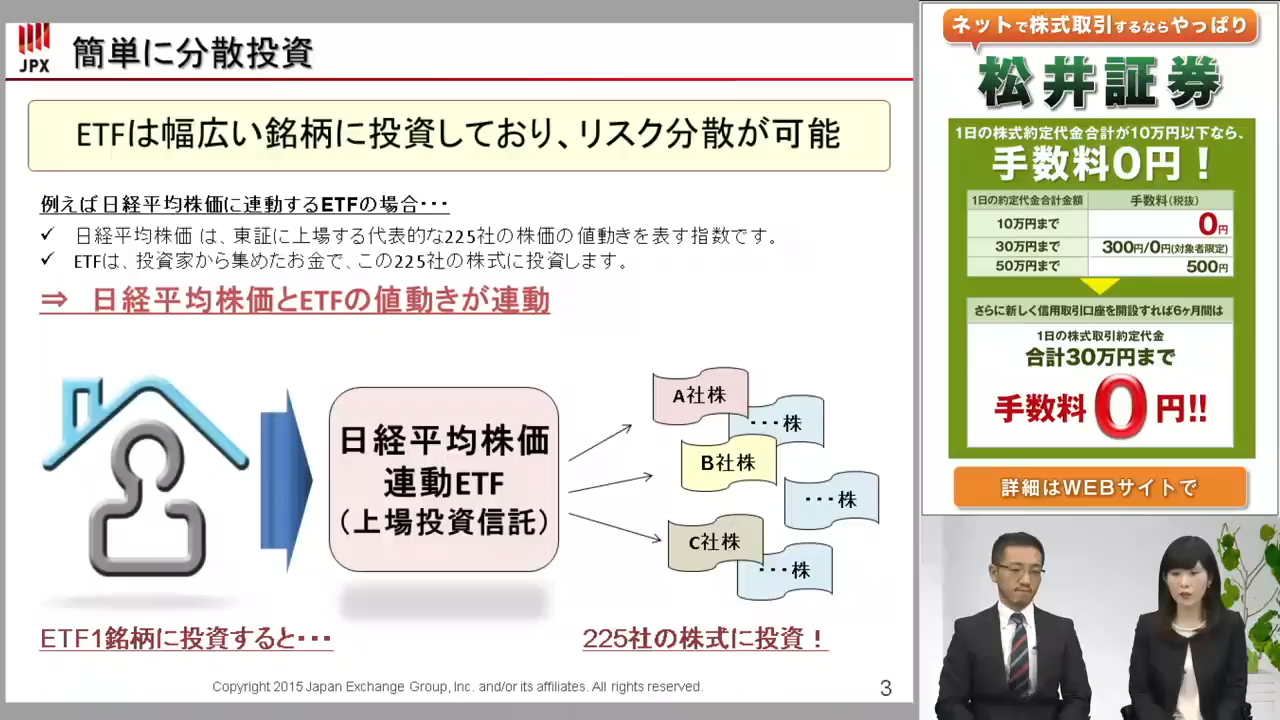 JPX
簡単に分散投資
ETFは幅広い銘柄に投資しており、リスク分散が可能
例えば日経平均株価に連動するETFの場合・・・
✓ 日経平均株価 は、東証に上場する代表的な225社の株価の値動きを表す指数です。
✓ ETFは、投資家から集めたお金で、この225社の株式に投資します。
⇒ 日経平均株価とETFの値動きが連動
日経平均株価
連動ETF
（上場投資信託）
A社株
・・・株
B社株
・・・株
C社株
・・・株
ETF1銘柄に投資すると・・・
225社の株式に投資！
Copyright 2015 Japan Exchange Group, Inc. and/or its affiliates. All rights reserved.
3
ネットで株式取引するならやっぱり
松井証券
1日の株式約定代金合計が10万円以下なら、
手数料0円！
1日の約定代金合計金額 手数料(税抜)
10万円まで 0円
30万円まで 300円/0円(対象者限定)
50万円まで 500円
さらに新しく信用取引口座を開設すれば6ヶ月間は
1日の株式取引約定代金
合計30万円まで
手数料0円!!
詳細はWEBサイトで